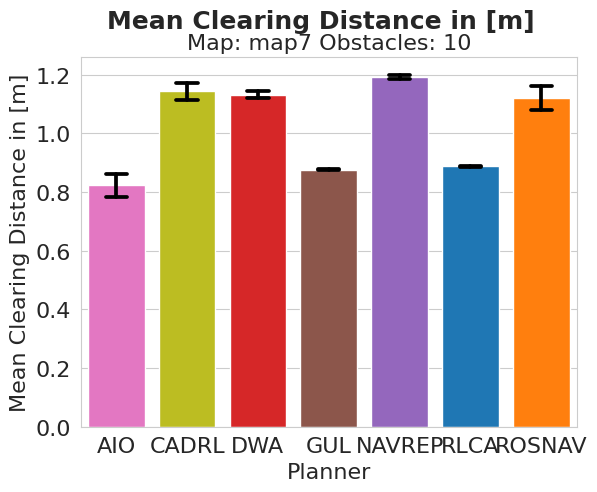 Mean Clearing Distance in [m]
Map: map7 Obstacles: 10
Mean Clearing Distance in [m]
1.2
1.0
0.8
0.6
0.4
0.2
0.0
AIO CADRL DWA GUL NAVREP RLCA ROSNAV
Planner